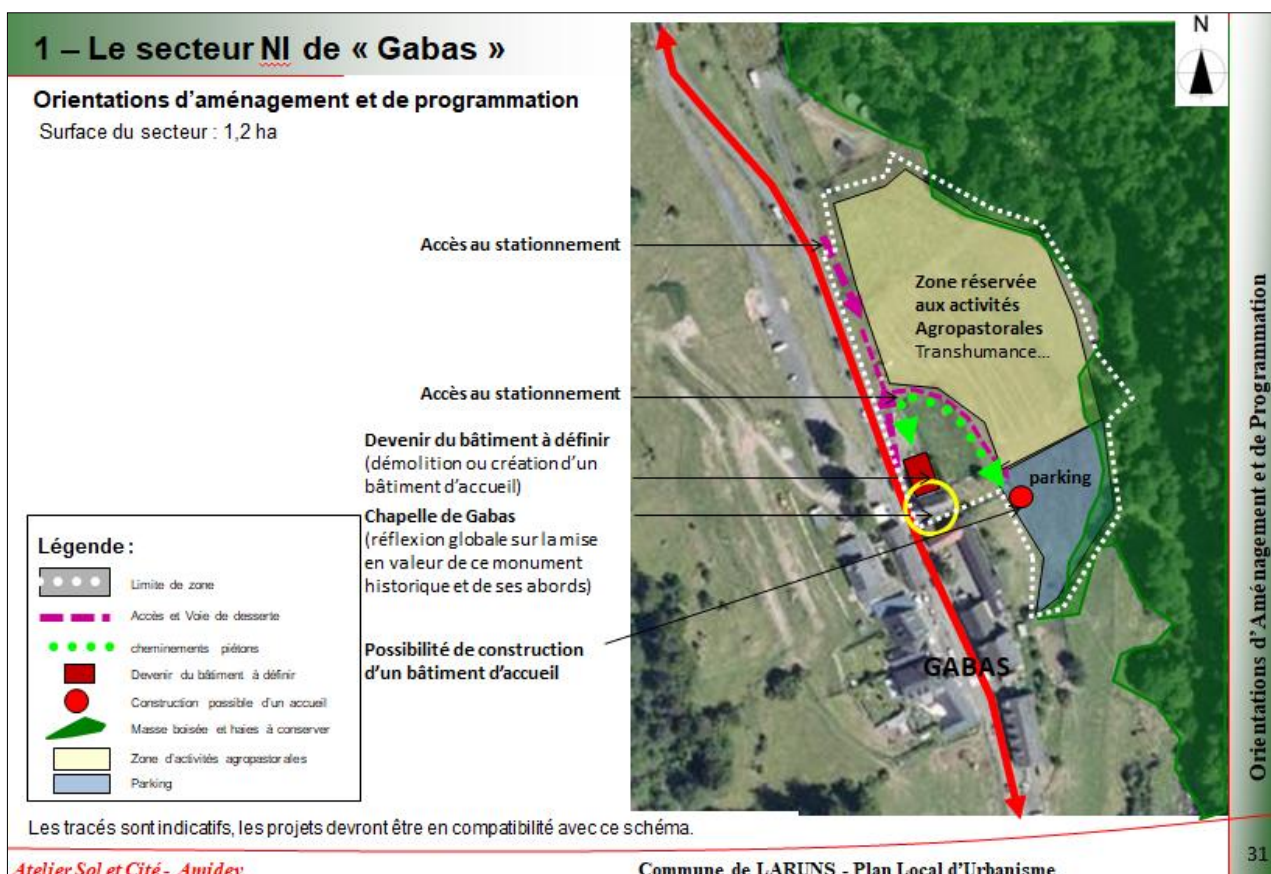 1 – Le secteur Nl de « Gabas »
Orientations d'aménagement et de programmation
Surface du secteur : 1,2 ha
N
Accès au stationnement
Zone réservée
aux activités
Agropastorales
Transhumance...
Accès au stationnement
Devenir du bâtiment à définir
(démolition ou création d'un
bâtiment d'accueil)
parking
Chapelle de Gabas
(réflexion globale sur la mise
en valeur de ce monument
historique et de ses abords)
Possibilité de construction
d'un bâtiment d'accueil
GABAS
Légende :
Limite de zone
Accès et Voie de desserte
cheminements piétons
Devenir du bâtiment à définir
Construction possible d'un accueil
Masse boisée et haies à conserver
Zone d'activités agropastorales
Parking
Les tracés sont indicatifs, les projets devront être en compatibilité avec ce schéma.
Orientations d'Aménagement et de Programmation
31
Atelier Sol et Cité - Amidev
Commune de LARUNS - Plan Local d'Urbanisme